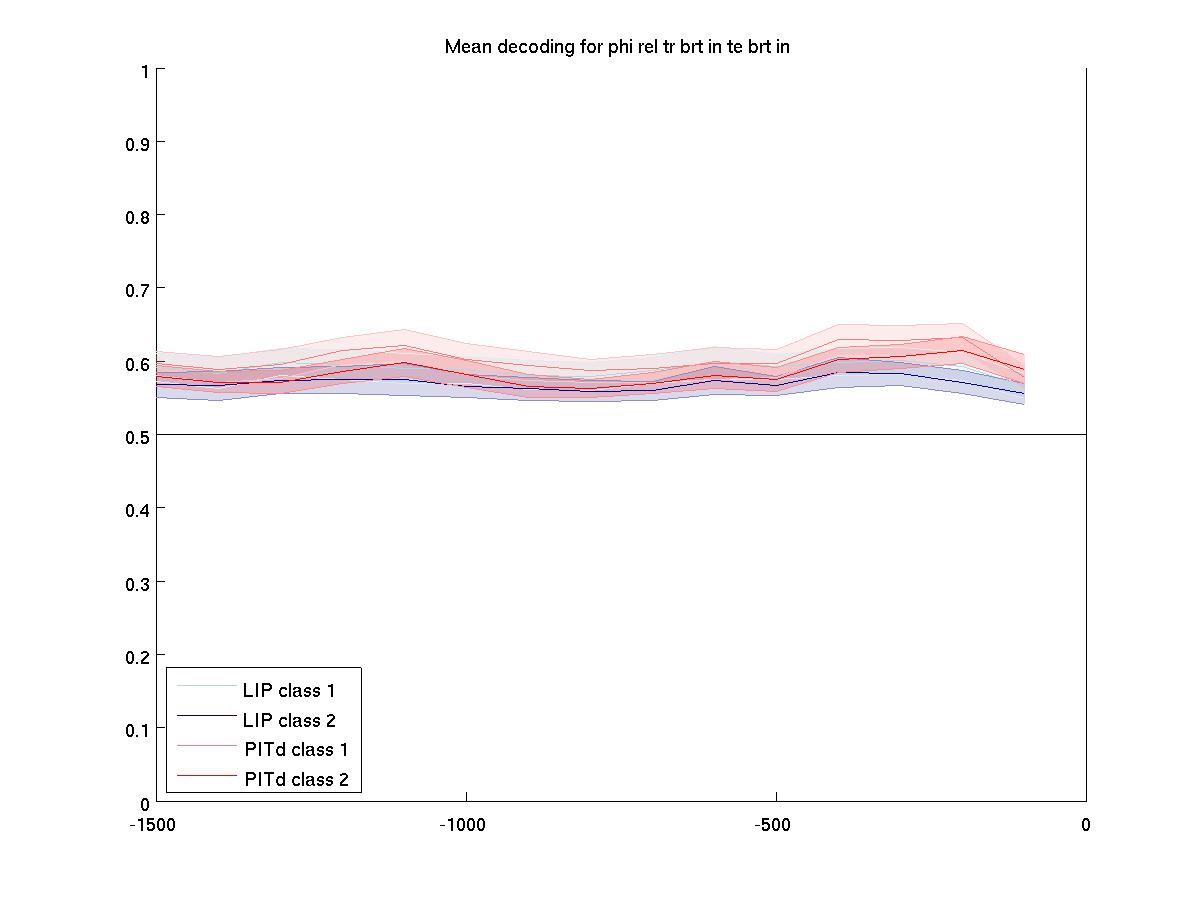 Mean decoding for phi rel tr brt in te brt in
1
0.9
0.8
0.7
0.6
0.5
0.4
0.3
0.2
0.1
0
LIP class 1
LIP class 2
PITd class 1
PITd class 2
-1500 -1000 -500 0